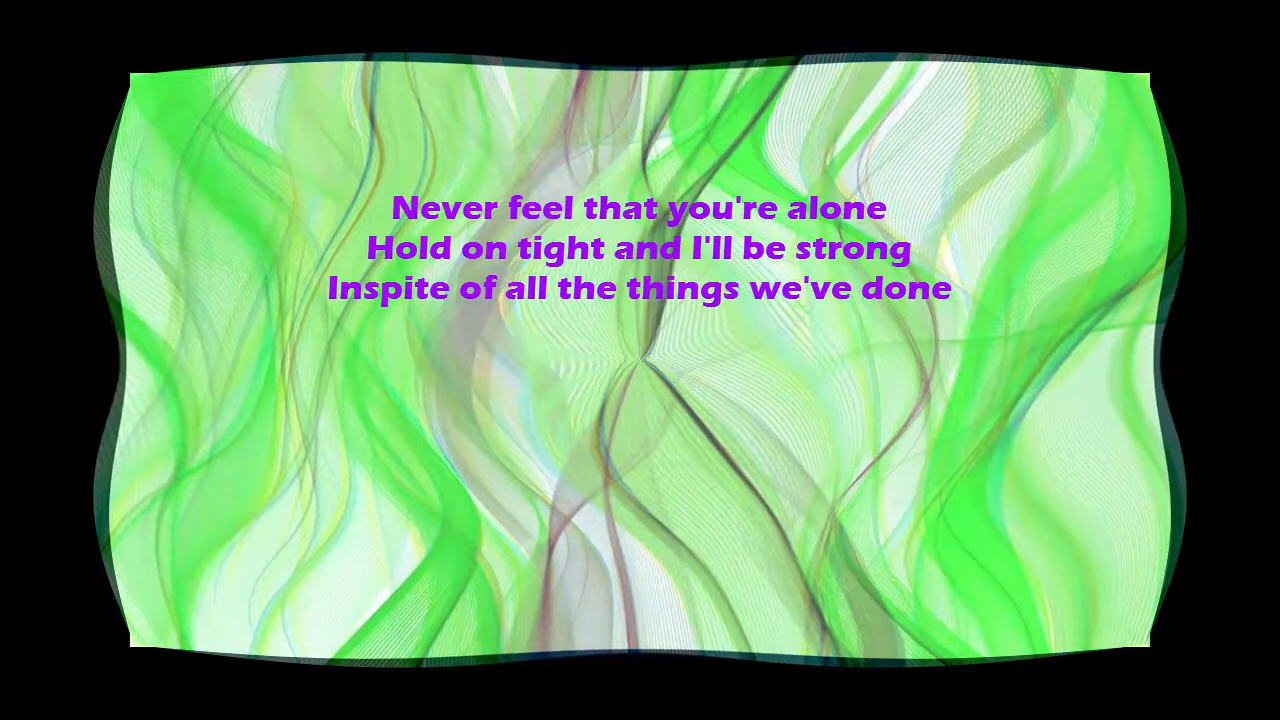 Never feel that you're alone
Hold on tight and I'll be strong
Inspite of all the things we've done